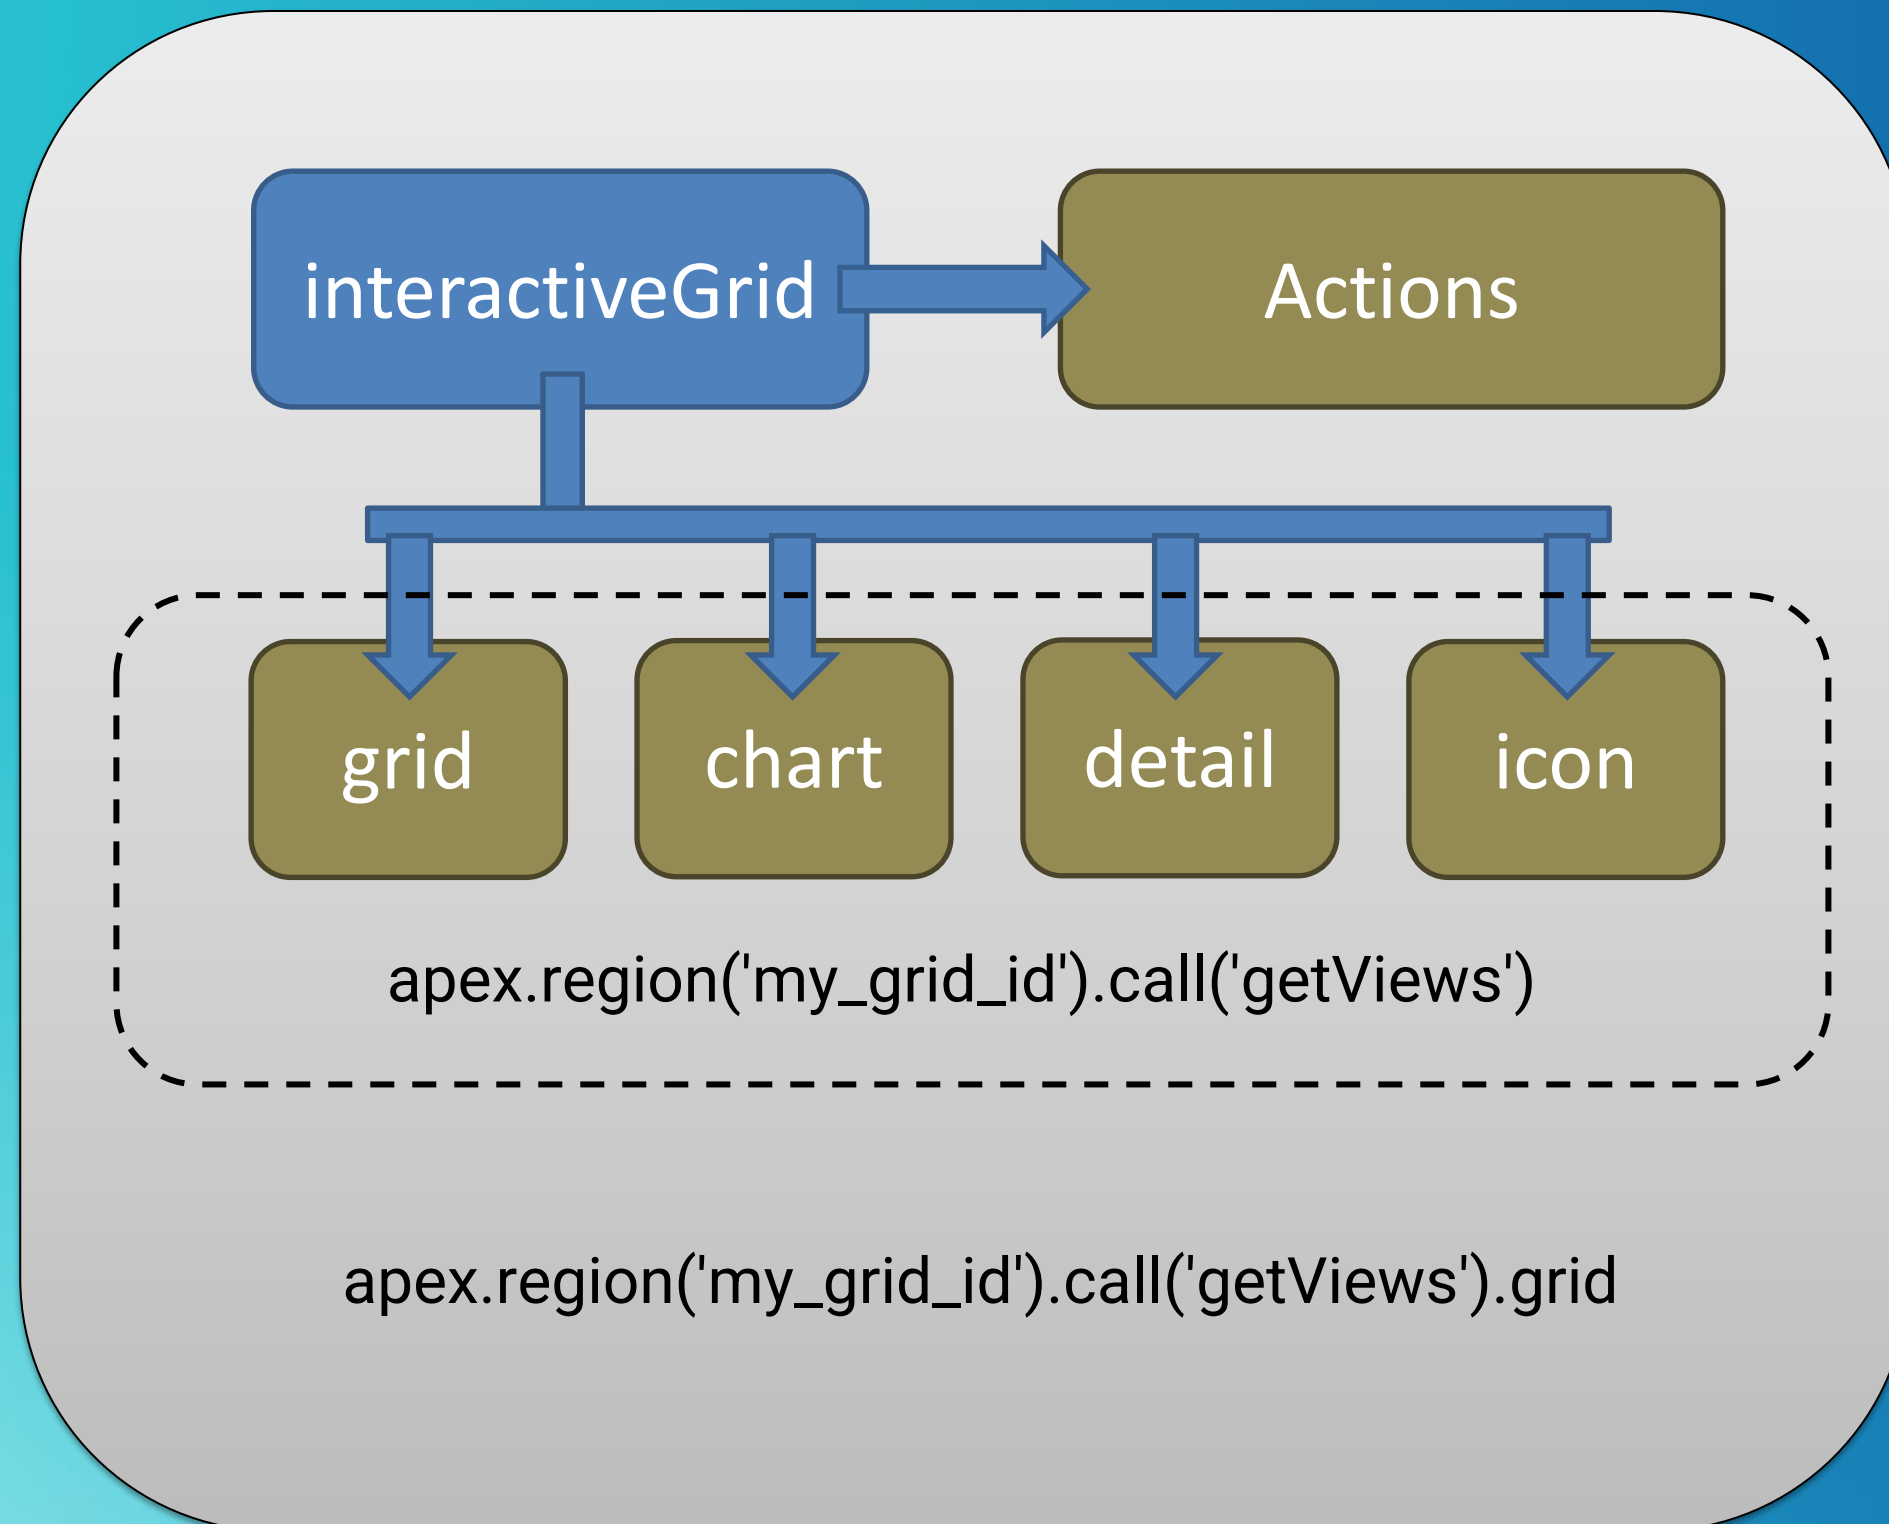 interactiveGrid
Actions
grid
chart
detail
icon
apex.region('my_grid_id').call('getViews')
apex.region('my_grid_id').call('getViews').grid